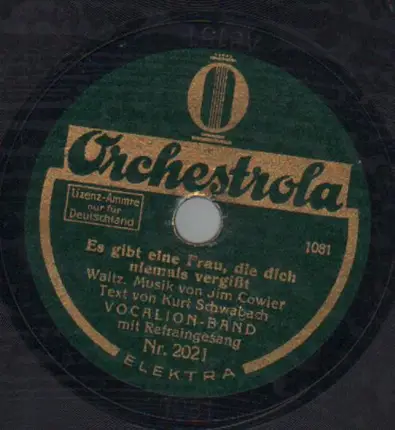 Orchestrola
Lizenz-Ammre
nur für
Deutschland
1081
Es gibt eine Frau, die dich
niemals vergißt
Waltz. Musik von Jim Cowler
Text von Kurt Schwabach
VOCALION-BAND
mit Refraingesang
Nr. 2021
ELEKTRA